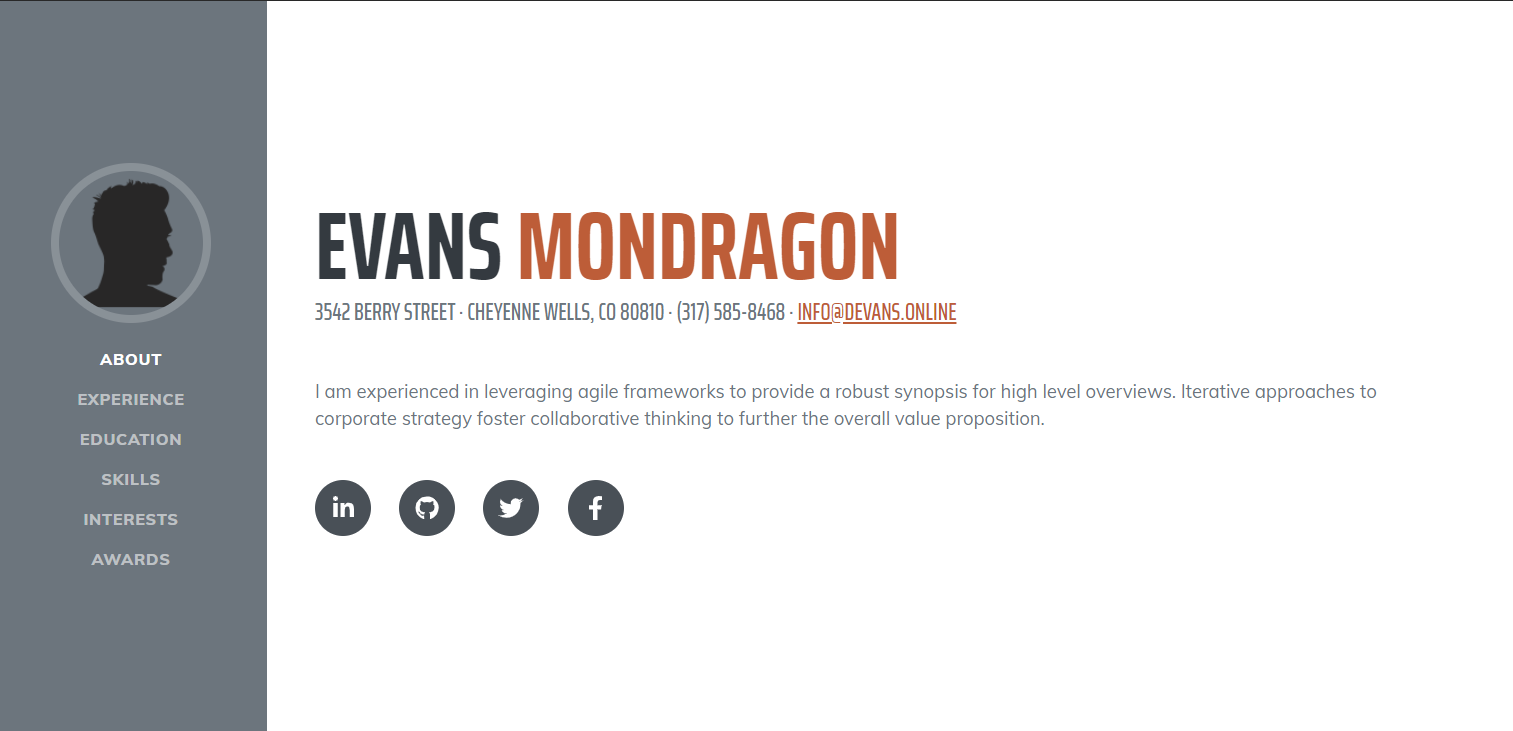 ABOUT
EXPERIENCE
EDUCATION
SKILLS
INTERESTS
AWARDS
EVANS MONDRAGON
3542 BERRY STREET · CHEYENNE WELLS, CO 80810 · (317) 585-8468 · INFO@DEVANS.ONLINE
I am experienced in leveraging agile frameworks to provide a robust synopsis for high level overviews. Iterative approaches to
corporate strategy foster collaborative thinking to further the overall value proposition.
in